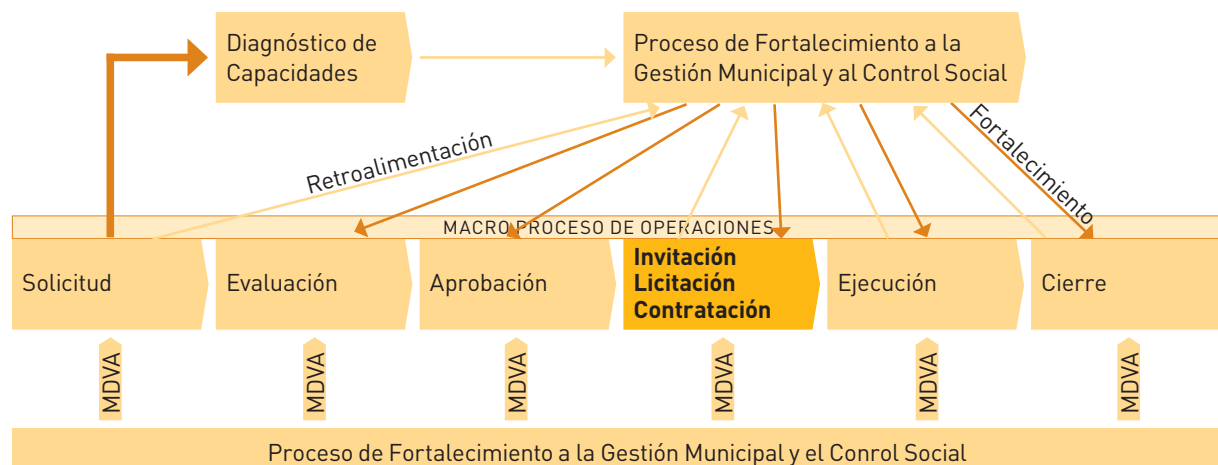 Diagnóstico de
Capacidades
Proceso de Fortalecimiento a la
Gestión Municipal y al Control Social
Retroalimentación
Fortalecimiento
MACRO PROCESO DE OPERACIONES
Solicitud
Evaluación
Aprobación
Invitación
Licitación
Contratación
Ejecución
Cierre
MDVA
MDVA
MDVA
MDVA
MDVA
MDVA
Proceso de Fortalecimiento a la Gestión Municipal y el Conrol Social